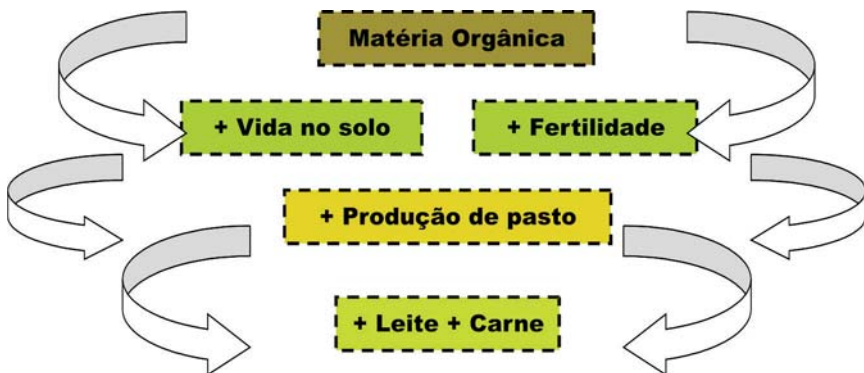 Matéria Orgânica
+ Vida no solo
+ Fertilidade
+ Produção de pasto
+ Leite + Carne